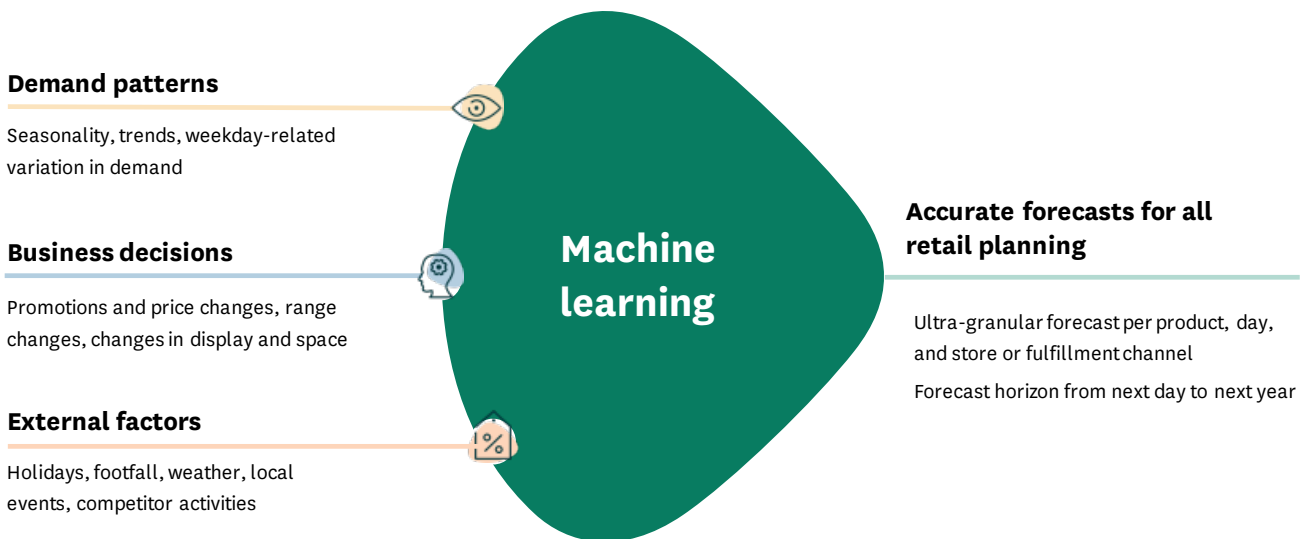 Demand patterns
Seasonality, trends, weekday-related
variation in demand
Business decisions
Promotions and price changes, range
changes, changes in display and space
External factors
Holidays, footfall, weather, local
events, competitor activities
%
Machine
learning
Accurate forecasts for all
retail planning
Ultra-granular forecast per product, day,
and store or fulfillment channel
Forecast horizon from next day to next year